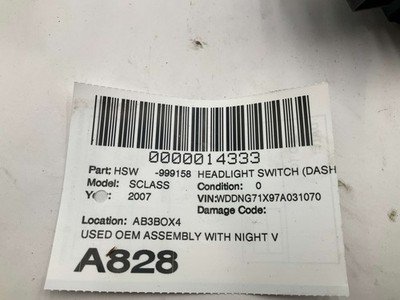 0000014333
Part: HSW -999158 HEADLIGHT SWITCH (DASH
Model: SCLASS Condition: 0
2007 VIN:WDDNG71X97A031070
Damage Code:
Location: AB3BOX4
USED OEM ASSEMBLY WITH NIGHT V
A828